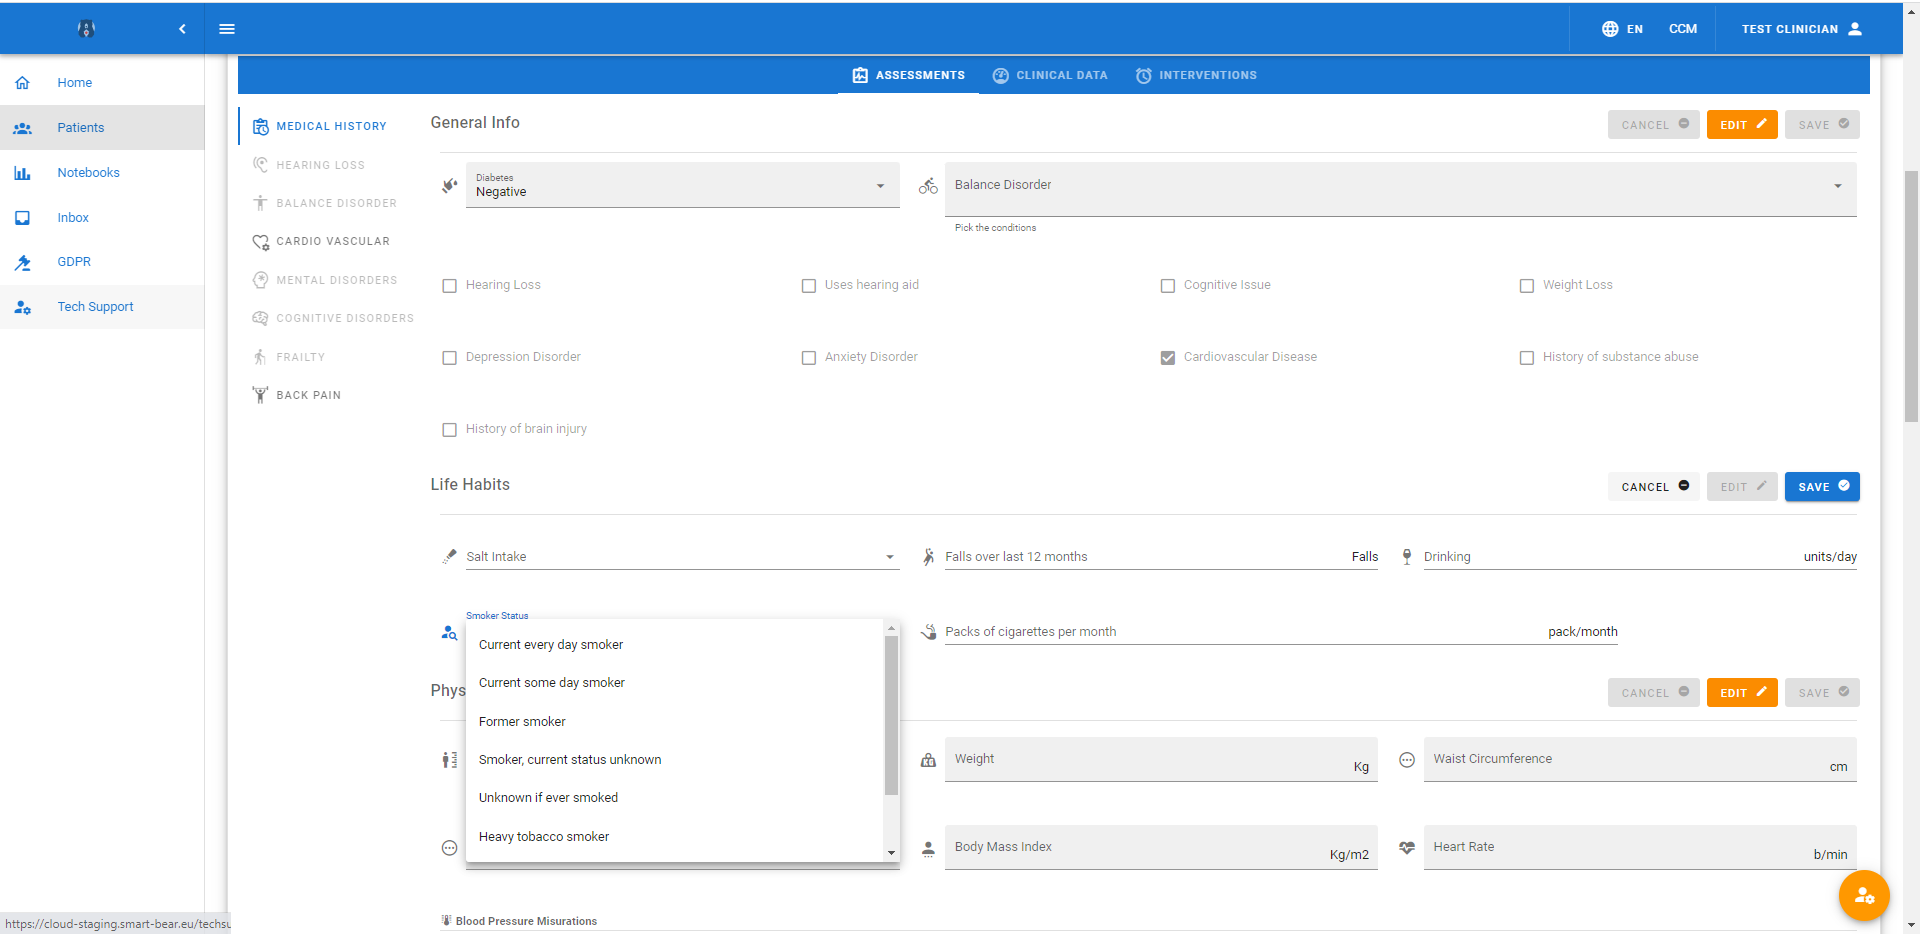 EN
CCM
TEST CLINICIAN
Home
Patients
Notebooks
Inbox
GDPR
Tech Support
ASSESSMENTS
CLINICAL DATA
INTERVENTIONS
MEDICAL HISTORY
HEARING LOSS
BALANCE DISORDER
CARDIO VASCULAR
MENTAL DISORDERS
COGNITIVE DISORDERS
FRAILTY
BACK PAIN
General Info
CANCEL
EDIT
SAVE
Diabetes
Negative
Balance Disorder
Pick the conditions
Hearing Loss
Uses hearing aid
Cognitive Issue
Weight Loss
Depression Disorder
Anxiety Disorder
Cardiovascular Disease
History of substance abuse
History of brain injury
Life Habits
CANCEL
EDIT
SAVE
Salt Intake
Falls over last 12 months
Falls
Drinking
units/day
Smoker Status
Current every day smoker
Current some day smoker
Former smoker
Smoker, current status unknown
Unknown if ever smoked
Heavy tobacco smoker
Packs of cigarettes per month
pack/month
Phys
CANCEL
EDIT
SAVE
Weight
Kg
Waist Circumference
cm
Body Mass Index
Kg/m2
Heart Rate
b/min
Blood Pressure Misurations
https://cloud-staging.smart-bear.eu/techsu